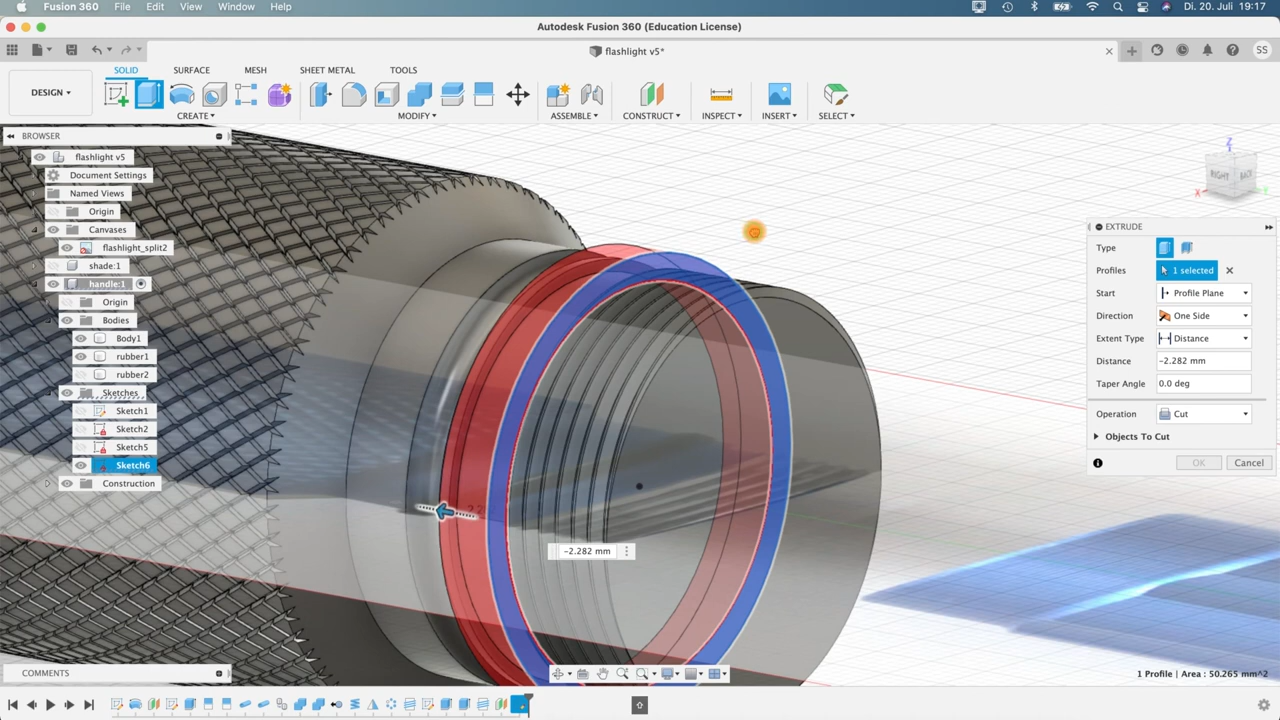 Fusion 360 File Edit View Window Help Di. 20. Juli 19:17
Autodesk Fusion 360 (Education License)
flashlight v5*
SS
SOLID SURFACE MESH SHEET METAL TOOLS
DESIGN
CREATE MODIFY ASSEMBLE CONSTRUCT INSPECT INSERT SELECT
BROWSER
flashlight v5
Document Settings
Named Views
Origin
Canvases
flashlight_split2
shade:1
handle:1
Origin
Bodies
Body1
rubber1
rubber2
Sketches
Sketch1
Sketch2
Sketch5
Sketch6
Construction
Z
RIGHT
X
Y
-2.282 mm
EXTRUDE
Type
Profiles 1 selected
Start Profile Plane
Direction One Side
Extent Type Distance
Distance -2.282 mm
Taper Angle 0.0 deg
Operation Cut
Objects To Cut
OK Cancel
COMMENTS
1 Profile | Area : 50.265 mm^2